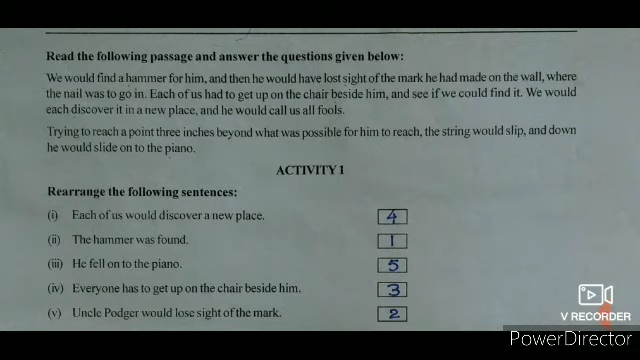 Read the following passage and answer the questions given below:
We would find a hammer for him, and then he would have lost sight of the mark he had made on the wall, where
the nail was to go in. Each of us had to get up on the chair beside him, and see if we could find it. We would
each discover it in a new place, and he would call us all fools.
Trying to reach a point three inches beyond what was possible for him to reach, the string would slip, and down
he would slide on to the piano.
ACTIVITY 1
Rearrange the following sentences:
(i) Each of us would discover a new place. 4
(ii) The hammer was found. 1
(iii) He fell on to the piano. 5
(iv) Everyone has to get up on the chair beside him. 3
(v) Uncle Podger would lose sight of the mark. 2
V RECORDER
PowerDirector